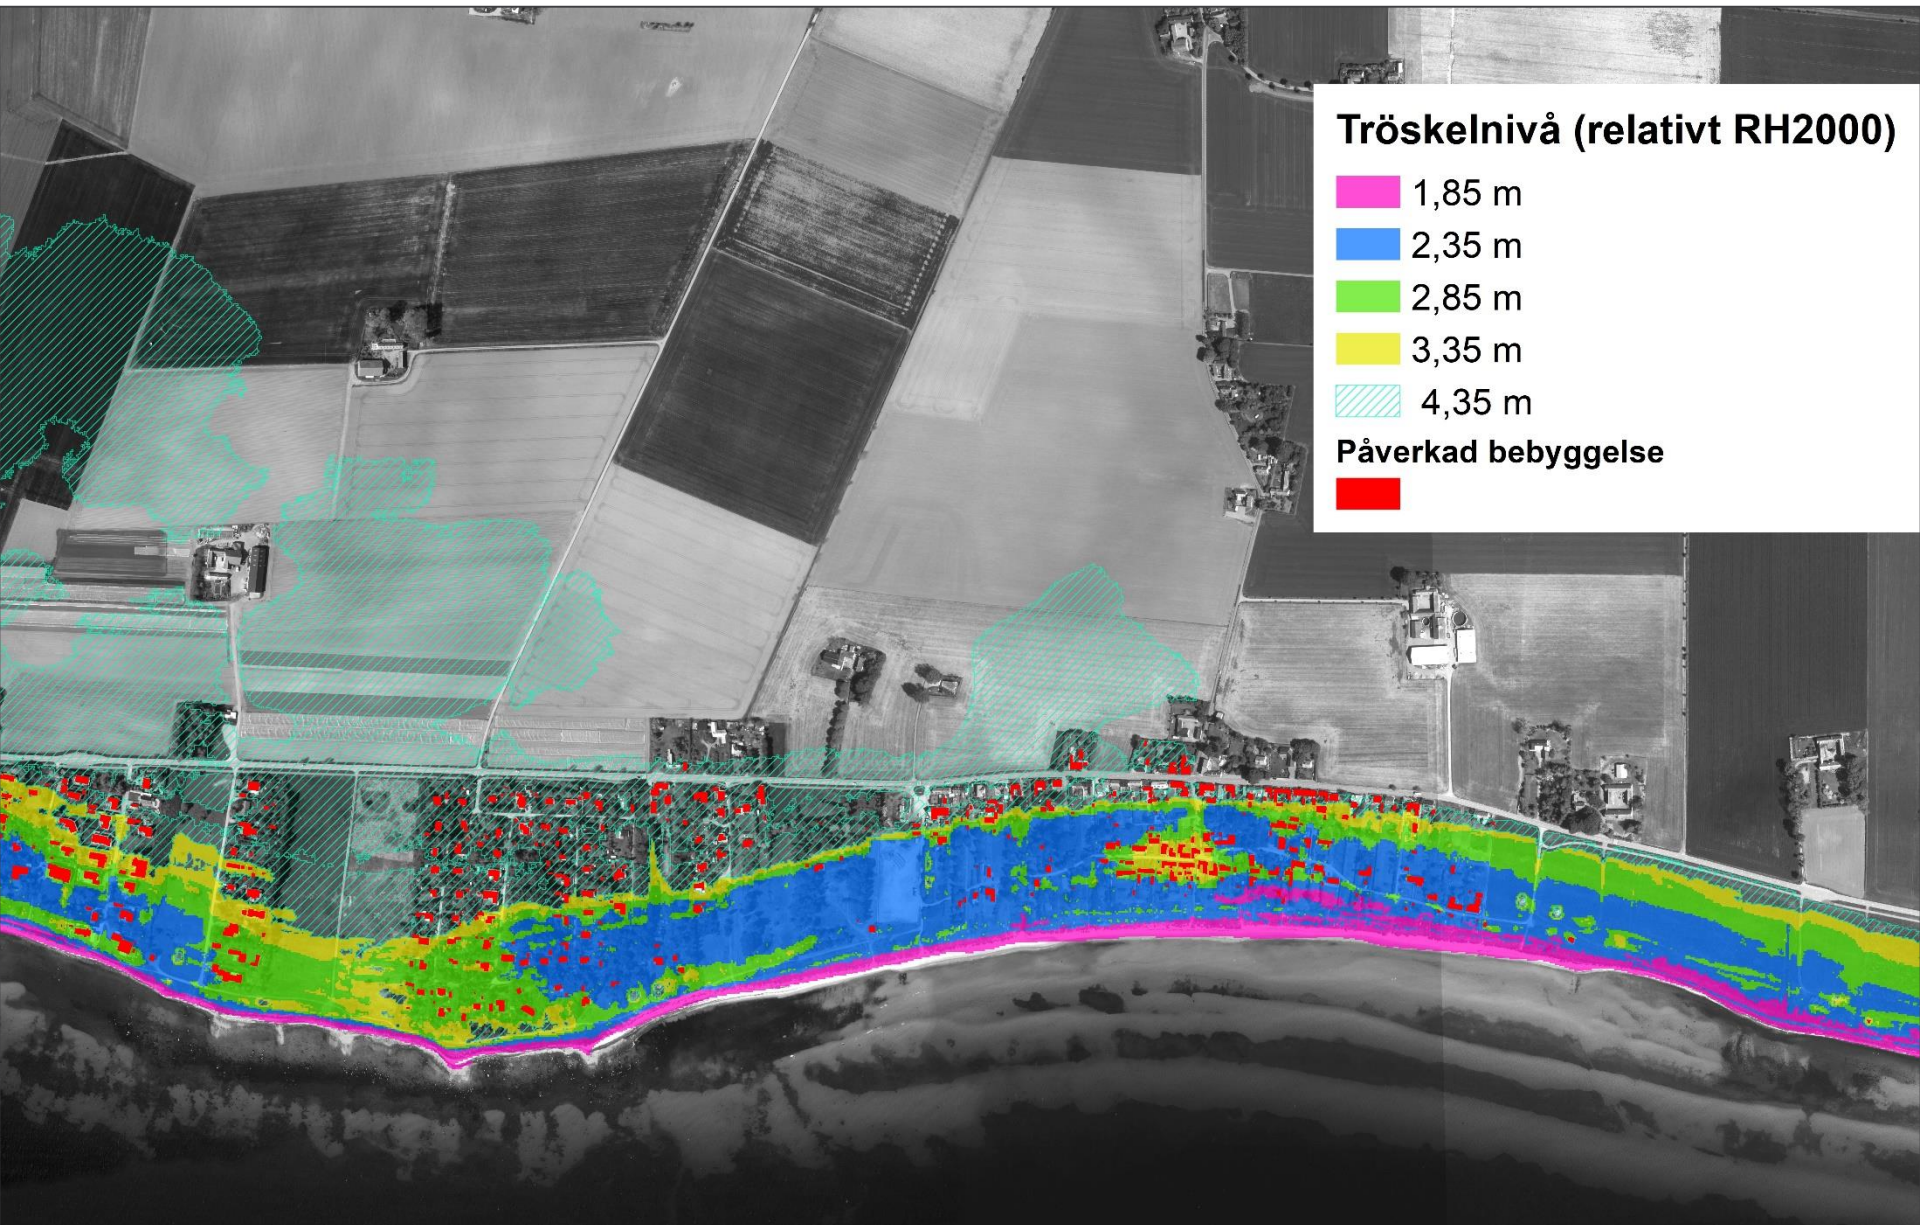 Tröskelnivå (relativt RH2000)
1,85 m
2,35 m
2,85 m
3,35 m
4,35 m
Påverkad bebyggelse